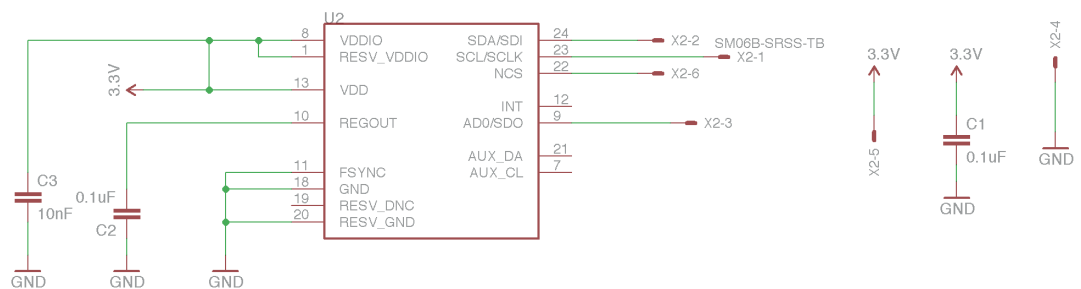 U2
8 VDDIO
1 RESV_VDDIO
13 VDD
10 REGOUT
11 FSYNC
18 GND
19 RESV_DNC
20 RESV_GND
SDA/SDI 24 X2-2
SCL/SCLK 23 X2-1
SM06B-SRSS-TB
NCS 22 X2-6
INT 12
AD0/SDO 9 X2-3
AUX_DA 21
AUX_CL 7
3.3V
C3
10nF
GND
0.1uF
C2
GND
GND
3.3V
X2-5
3.3V
C1
0.1uF
GND
X2-4
GND